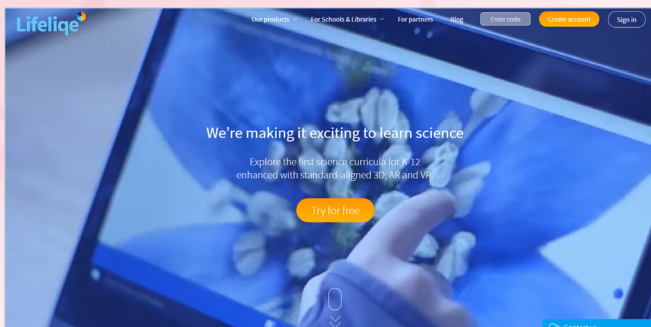 Lifeliqe
Our products
For Schools & Libraries
For partners
Blog
Enter code
Create account
Sign in
We're making it exciting to learn science
Explore the first science curricula for K-12
enhanced with standard-aligned 3D, AR and VR.
Try for free
Contact us